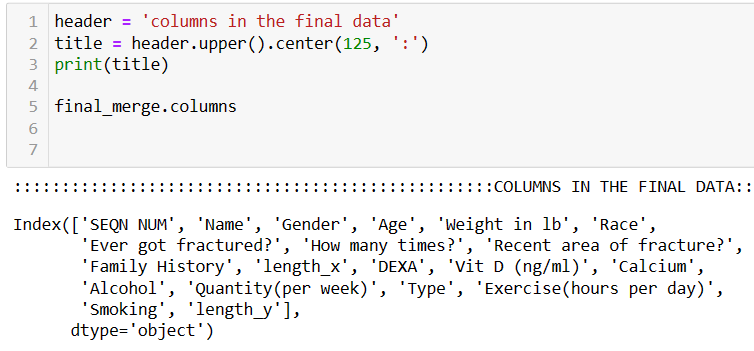 1 header = 'columns in the final data'
2 title = header.upper().center(125, ':')
3 print(title)
4
5 final_merge.columns
6
7
::::::::::::::::::::::::::::::::::::::::::::::::::COLUMNS IN THE FINAL DATA::
Index(['SEQN NUM', 'Name', 'Gender', 'Age', 'Weight in lb', 'Race',
'Ever got fractured?', 'How many times?', 'Recent area of fracture?',
'Family History', 'length_x', 'DEXA', 'Vit D (ng/ml)', 'Calcium',
'Alcohol', 'Quantity(per week)', 'Type', 'Exercise(hours per day)',
'Smoking', 'length_y'],
dtype='object')